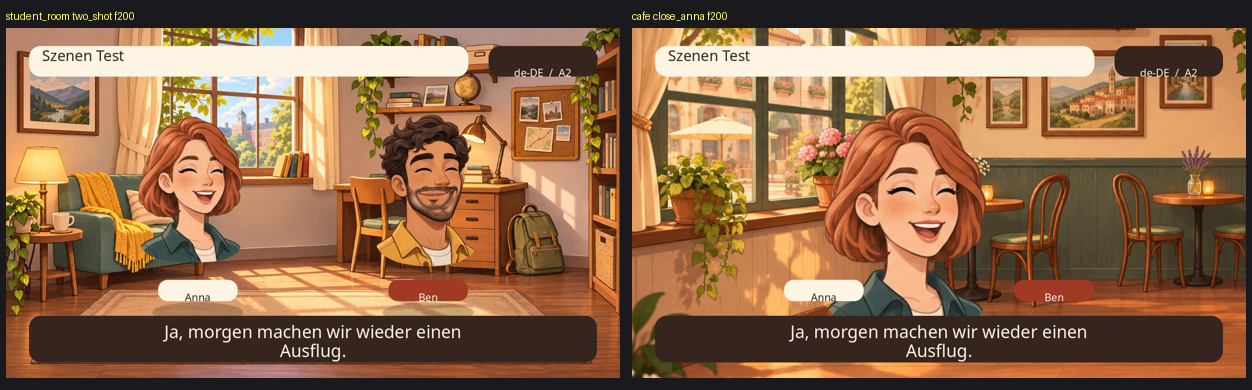 student_room two_shot f200
Szenen Test
de-DE / A2
Anna
Ben
Ja, morgen machen wir wieder einen
Ausflug.
cafe close_anna f200
Szenen Test
de-DE / A2
Anna
Ben
Ja, morgen machen wir wieder einen
Ausflug.